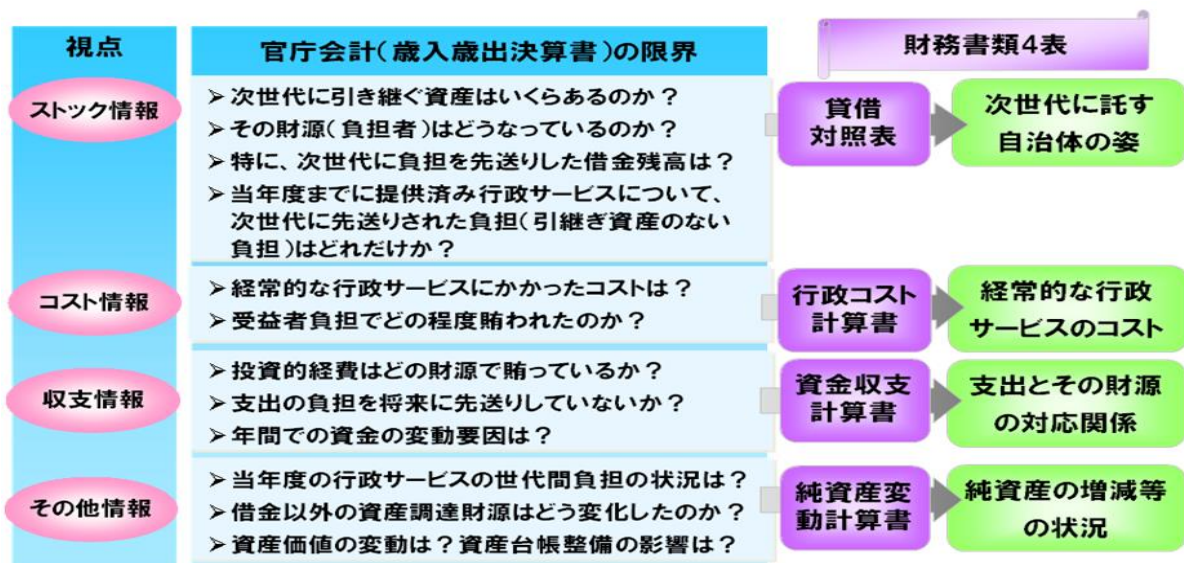 視点
官庁会計(歳入歳出決算書)の限界
財務書類4表
ストック情報
➢次世代に引き継ぐ資産はいくらあるのか?
➢その財源(負担者)はどうなっているのか?
➢特に、次世代に負担を先送りした借金残高は?
➢当年度までに提供済み行政サービスについて、
次世代に先送りされた負担(引継ぎ資産のない
負担)はどれだけか?
貸借
対照表
次世代に託す
自治体の姿
コスト情報
➢経常的な行政サービスにかかったコストは?
➢受益者負担でどの程度賄われたのか?
行政コスト
計算書
経常的な行政
サービスのコスト
収支情報
➢投資的経費はどの財源で賄っているか?
➢支出の負担を将来に先送りしていないか?
➢年間での資金の変動要因は?
資金収支
計算書
支出とその財源
の対応関係
その他情報
➢当年度の行政サービスの世代間負担の状況は?
➢借金以外の資産調達財源はどう変化したのか?
➢資産価値の変動は?資産台帳整備の影響は?
純資産変
動計算書
純資産の増減等
の状況